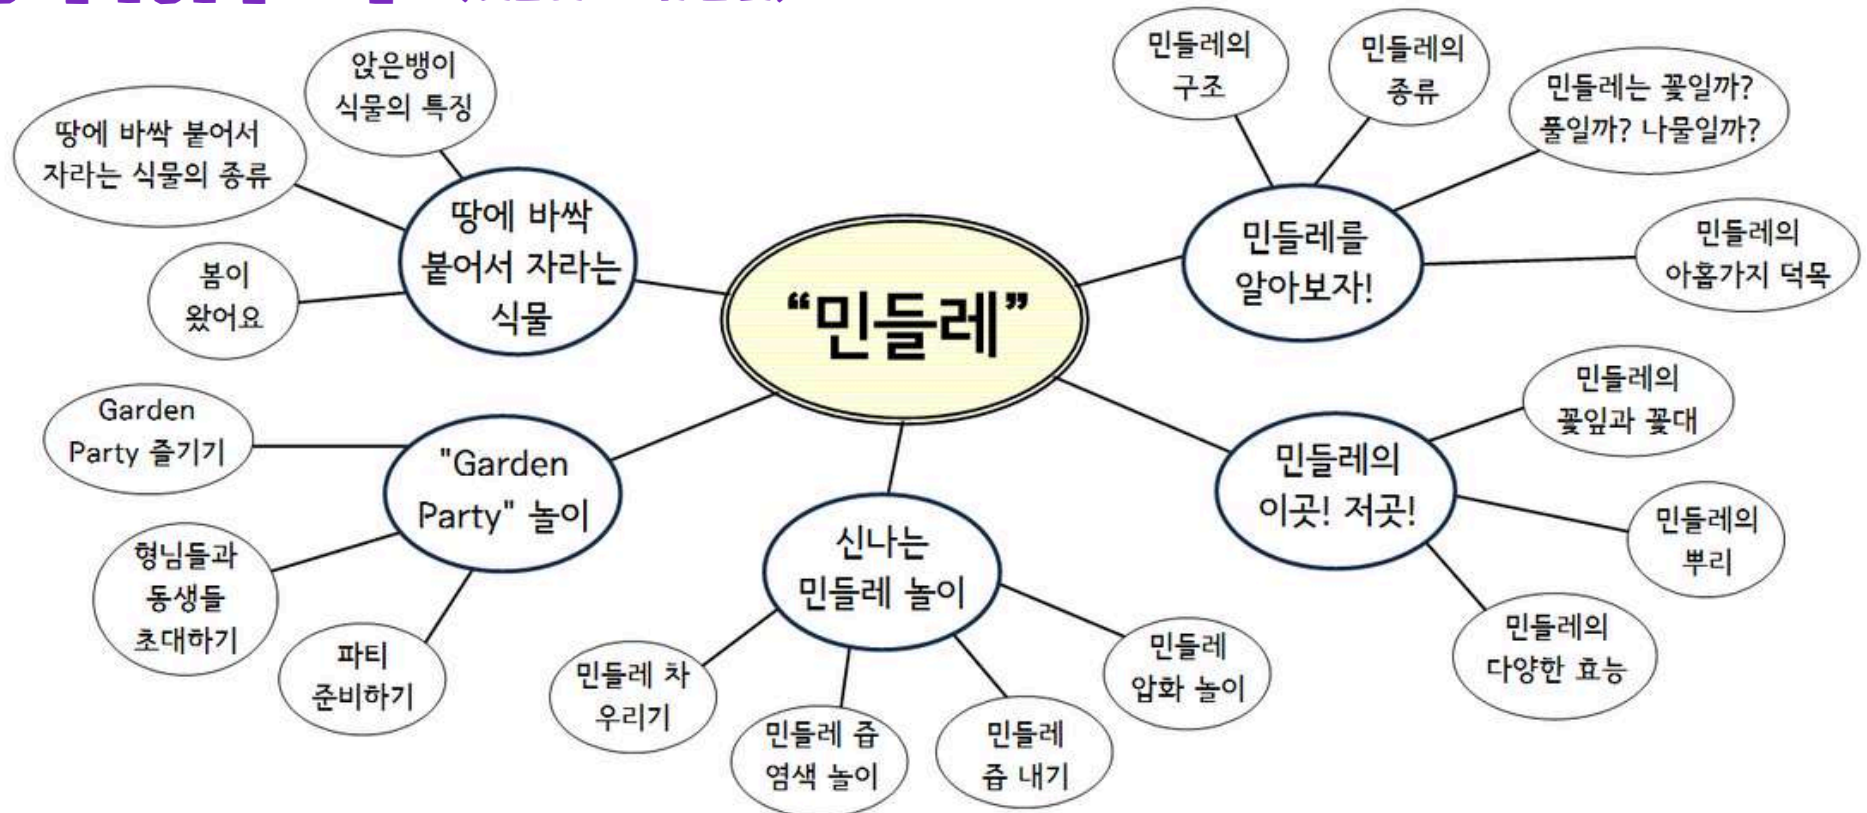 앉은뱅이
식물의 특징
땅에 바싹 붙어서
자라는 식물의 종류
봄이
왔어요
땅에 바싹
붙어서 자라는
식물
"민들레"
민들레의
구조
민들레의
종류
민들레는 꽃일까?
풀일까? 나물일까?
민들레의
아홉가지 덕목
민들레를
알아보자!
Garden
Party 즐기기
"Garden
Party" 놀이
형님들과
동생들
초대하기
파티
준비하기
신나는
민들레 놀이
민들레 차
우리기
민들레 즙
염색 놀이
민들레
즙 내기
민들레
압화 놀이
민들레의
이곳! 저곳!
민들레의
꽃잎과 꽃대
민들레의
뿌리
민들레의
다양한 효능